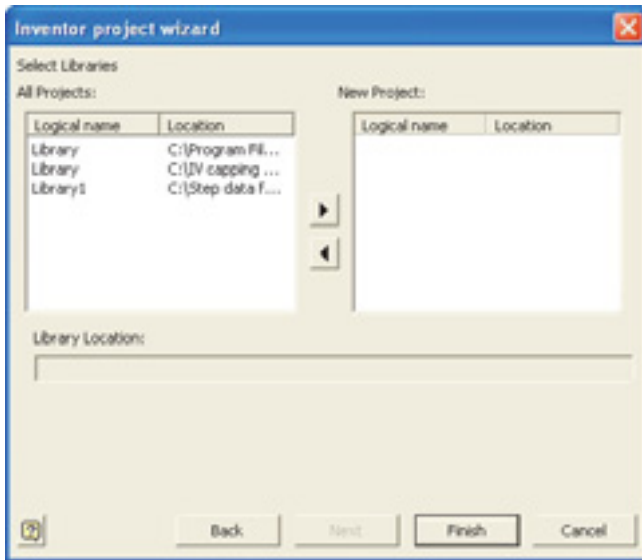 Inventor project wizard
Select Libraries
All Projects: New Project:
Logical name Location Logical name Location
Library C:\Program Fil...
Library C:\IV capping ...
Library1 C:\Step data f...
Library Location:
Back Next Finish Cancel